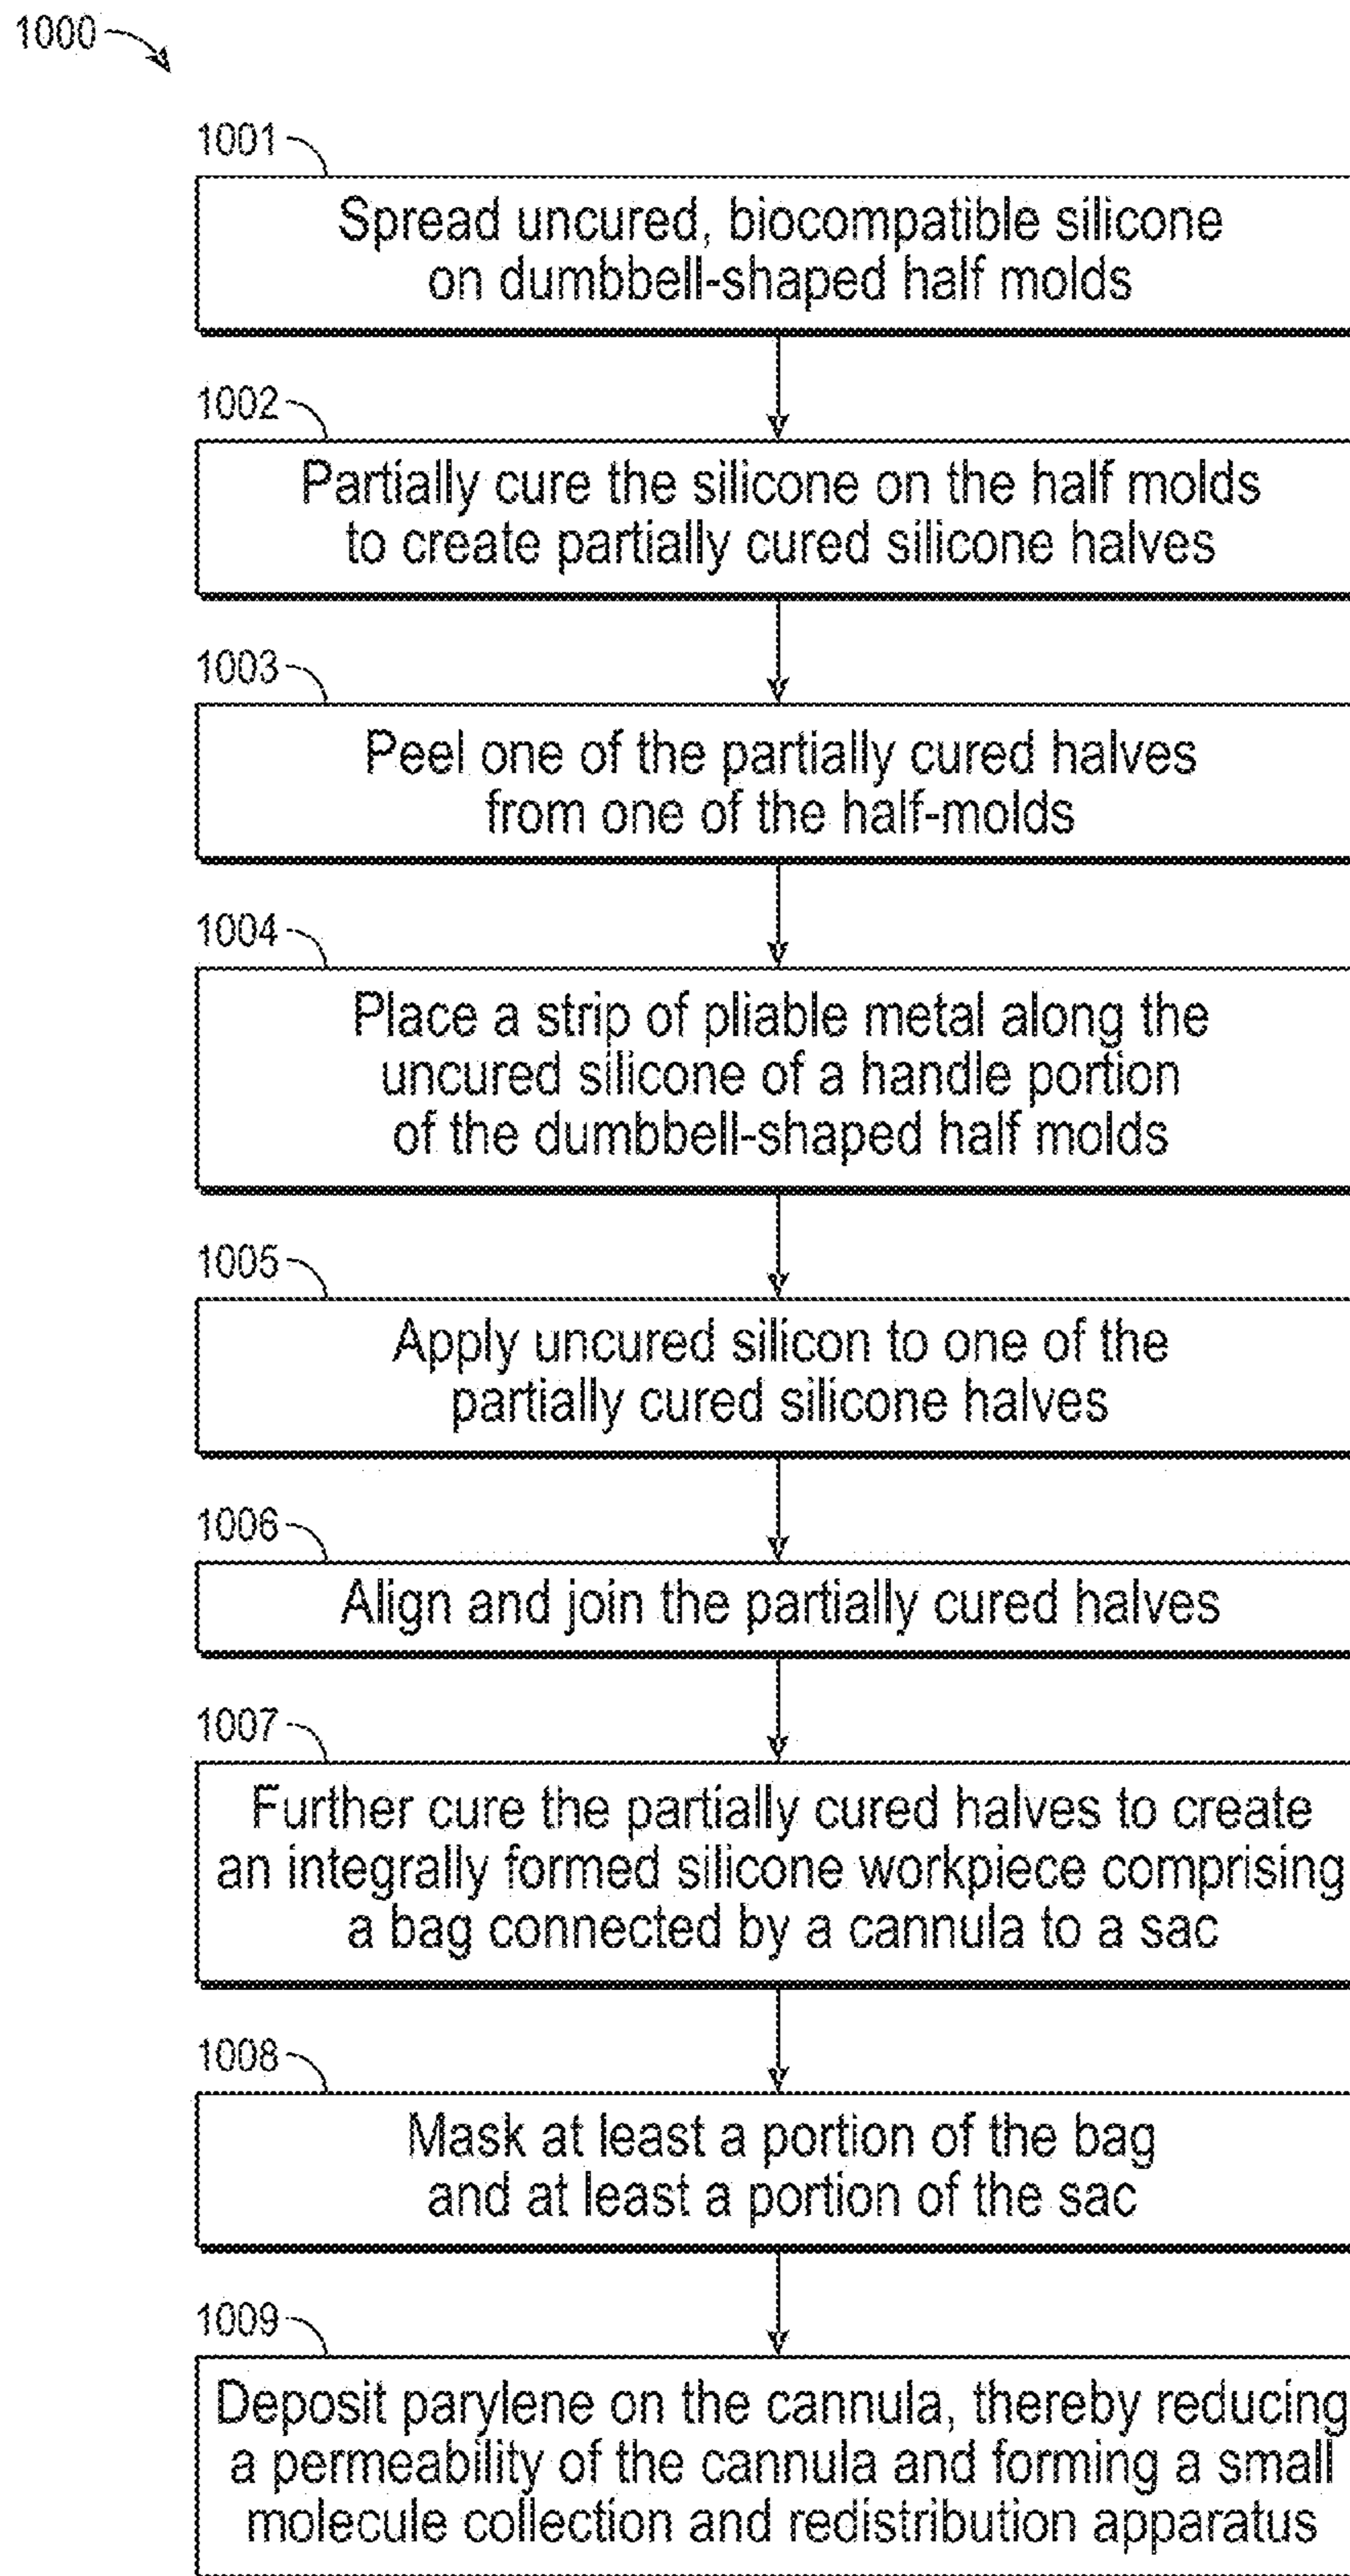 1000
1001
Spread uncured, biocompatible silicone
on dumbbell-shaped half molds
1002
Partially cure the silicone on the half molds
to create partially cured silicone halves
1003
Peel one of the partially cured halves
from one of the half-molds
1004
Place a strip of pliable metal along the
uncured silicone of a handle portion
of the dumbbell-shaped half molds
1005
Apply uncured silicon to one of the
partially cured silicone halves
1006
Align and join the partially cured halves
1007
Further cure the partially cured halves to create
an integrally formed silicone workpiece comprising
a bag connected by a cannula to a sac
1008
Mask at least a portion of the bag
and at least a portion of the sac
1009
Deposit parylene on the cannula, thereby reducing
a permeability of the cannula and forming a small
molecule collection and redistribution apparatus